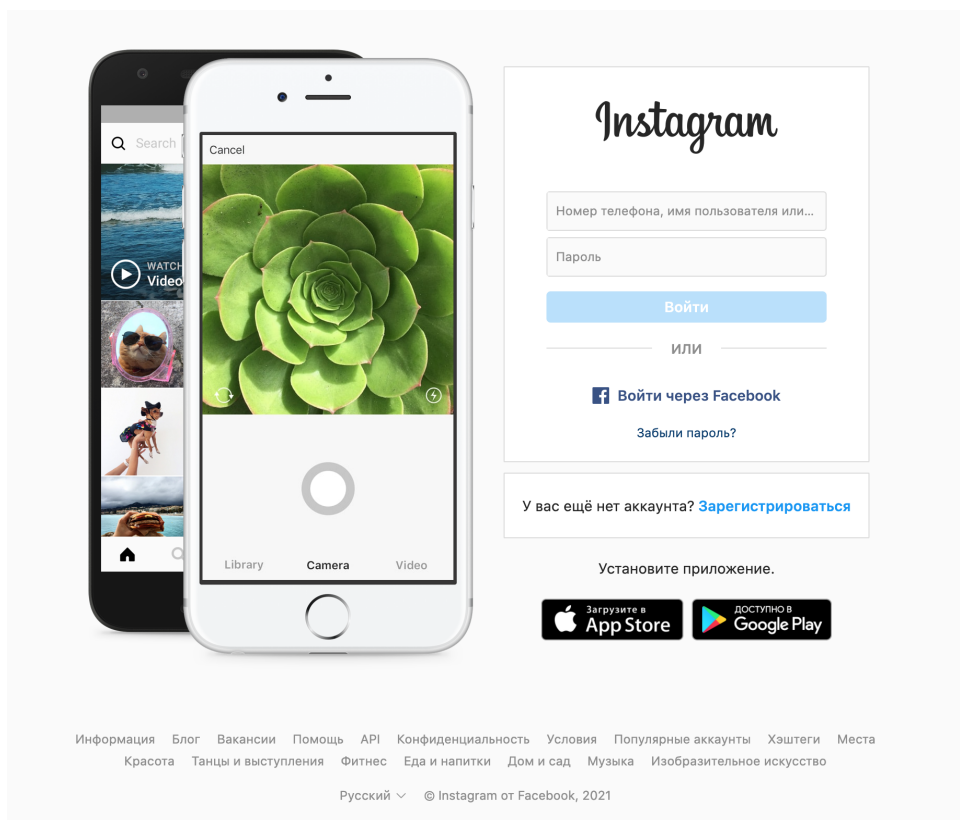 Search
WATCH
Video
Cancel
Library Camera Video
Instagram
Номер телефона, имя пользователя или...
Пароль
Войти
ИЛИ
Войти через Facebook
Забыли пароль?
У вас ещё нет аккаунта? Зарегистрироваться
Установите приложение.
Загрузите в
App Store
ДОСТУПНО В
Google Play
Информация Блог Вакансии Помощь API Конфиденциальность Условия Популярные аккаунты Хэштеги Места
Красота Танцы и выступления Фитнес Еда и напитки Дом и сад Музыка Изобразительное искусство
Русский © Instagram от Facebook, 2021